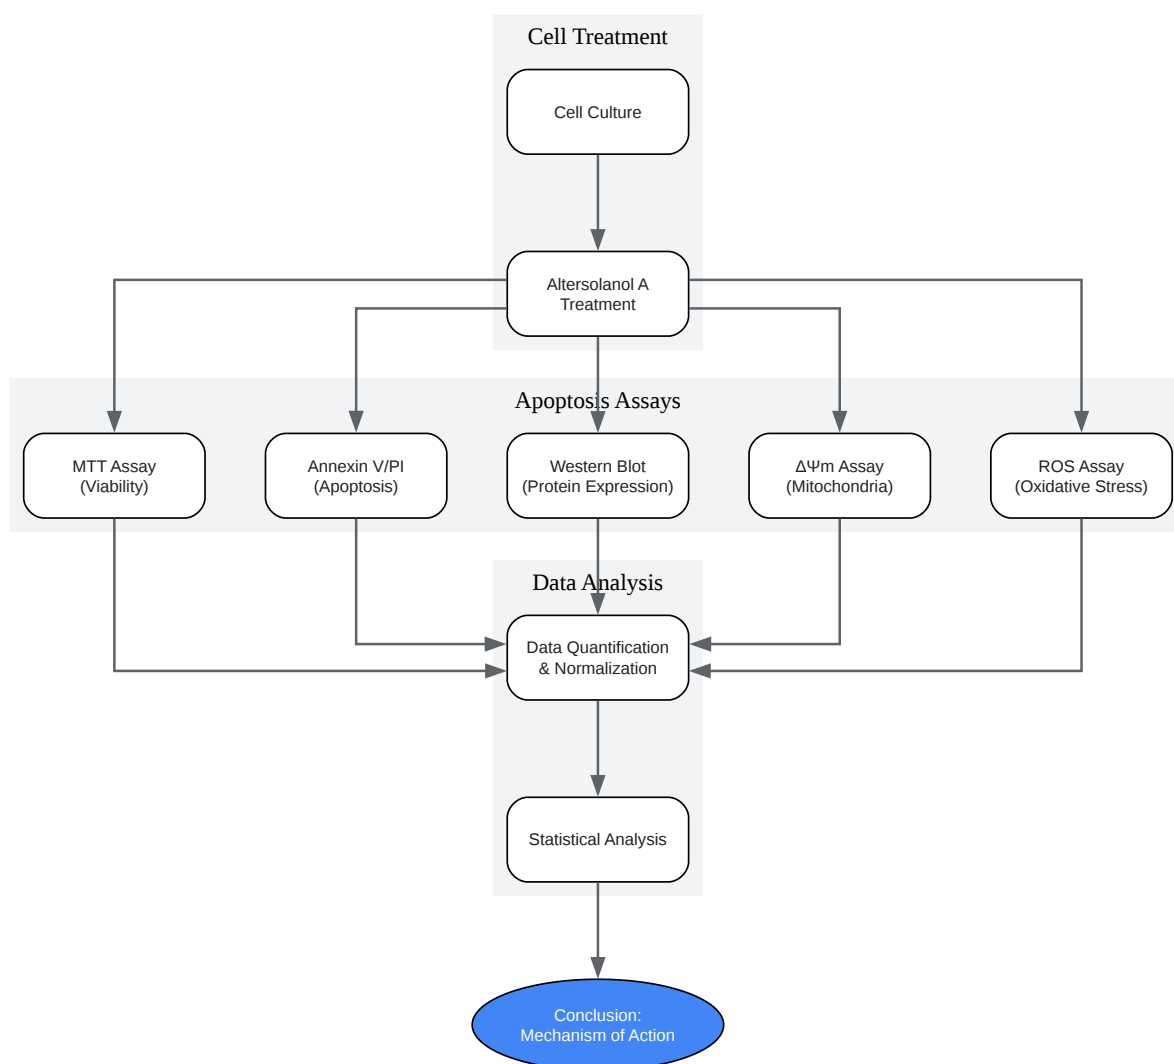 Cell Treatment
Cell Culture
Altersolanol A
Treatment
Apoptosis Assays
MTT Assay
(Viability)
Annexin V/PI
(Apoptosis)
Western Blot
(Protein Expression)
ΔΨm Assay
(Mitochondria)
ROS Assay
(Oxidative Stress)
Data Analysis
Data Quantification
& Normalization
Statistical Analysis
Conclusion:
Mechanism of Action